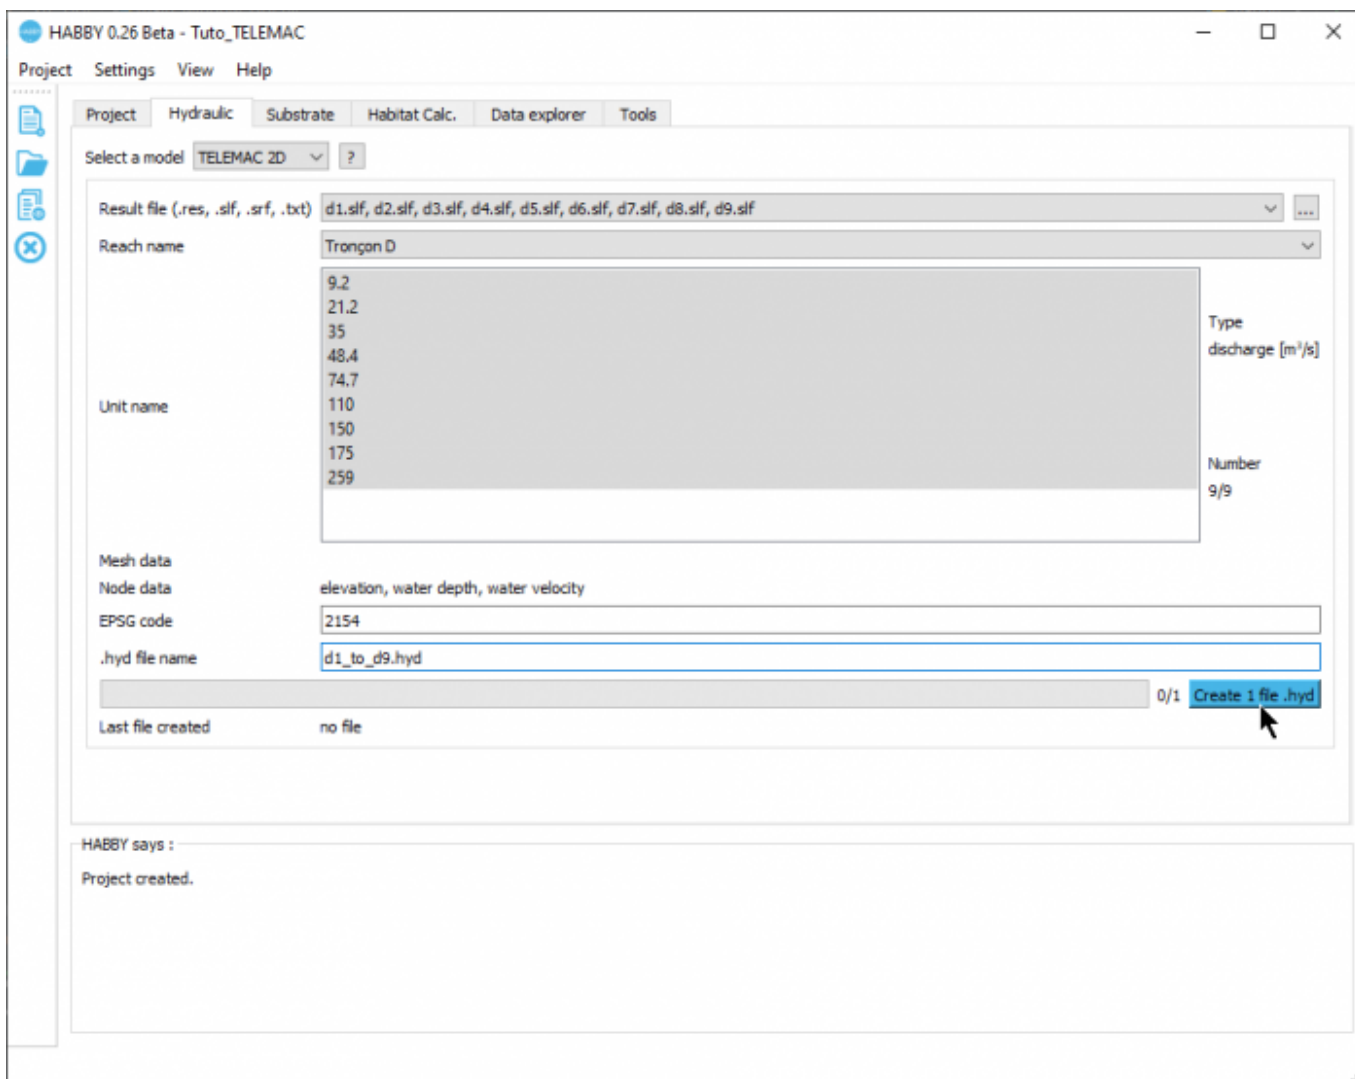 HABBY 0.26 Beta - Tuto_TELEMAC
Project Settings View Help
Project Hydraulic Substrate Habitat Calc. Data explorer Tools
Select a model TELEMAC 2D ?
Result file (.res, .slf, .srf, .txt) d1.slf, d2.slf, d3.slf, d4.slf, d5.slf, d6.slf, d7.slf, d8.slf, d9.slf ...
Reach name Tronçon D
9.2
21.2
35
48.4
74.7
110
150
175
259
Unit name
Type
discharge [m³/s]
Number
9/9
Mesh data
Node data elevation, water depth, water velocity
EPSG code 2154
.hyd file name d1_to_d9.hyd
0/1 Create 1 file .hyd
Last file created no file
HABBY says :
Project created.